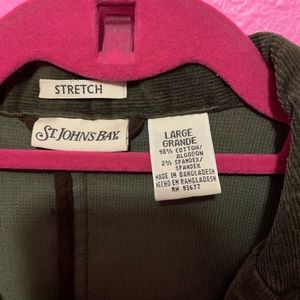 STRETCH
ST. JOHN'S BAY.
LARGE
GRANDE
98% COTTON/
ALGODON
2% SPANDEX/
SPANDEX
MADE IN BANGLADESH
HECHO EN BANGLADESH
RN 93677